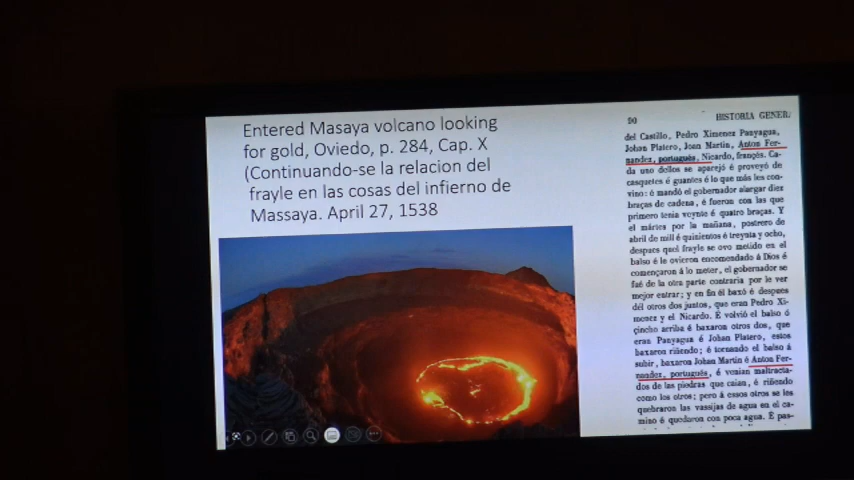 Entered Masaya volcano looking
for gold, Oviedo, p. 284, Cap. X
(Continuando-se la relacion del
frayle en las cosas del infierno de
Massaya. April 27, 1538
90 HISTORIA GENER
del Castillo, Pedro Ximenez Panyagua,
Johan Platero, Joan Martin, Anton Fer-
nandez, portugués, Nicardo, françés. Ca-
da uno dellos se aparejó é proveyó de
casquetes é guantes é lo que más les con-
vino: é mandó el gobernador alargar diez
braças de cadena, é fueron con las que
primero tenia veynte é quatro braças. Y
el mártes por la mañana, postrero de
abril de mill é quinientos é treynta y ocho,
despues quel frayle se ovo metido en el
balso é le ovieron encomendado á Dios é
començaron á lo meter, el gobernador se
fué de la otra parte contraria por le ver
mejor entrar; y en fin él baxó é despues
dél otros dos juntos, que eran Pedro Xi-
menez y el Nicardo. É volvió el balso ó
çincho arriba é baxaron otros dos, que
eran Panyagua é Johan Platero, estos
baxaron riñendo; é tornando el balso á
subir, baxaron Johan Martin é Anton Fer-
nandez, portugués, é venian maltracta-
dos de las piedras que caian, é riñendo
como los otros; pero á essos otros se les
quebraron las vassijas de agua en el ca-
mino é quedaron con poca agua. É pas-